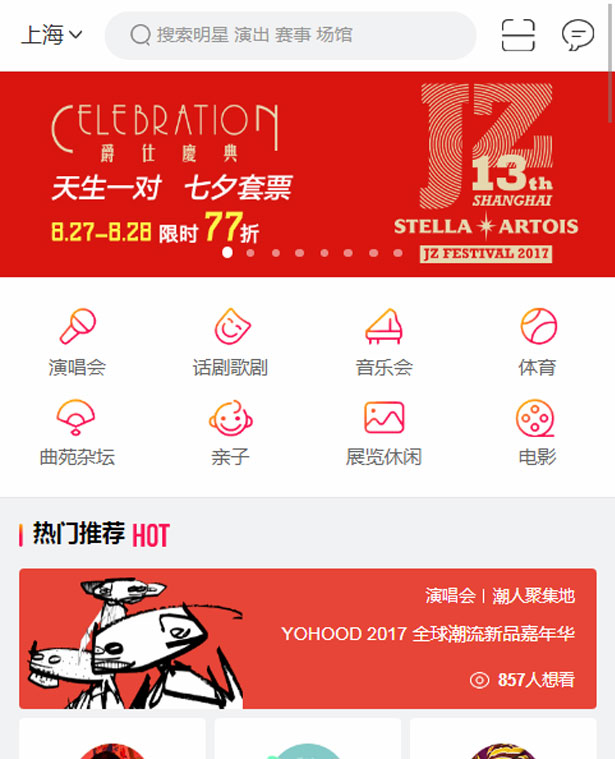 上海
搜索明星 演出 赛事 场馆
CELEBRATION
爵仕慶典
天生一对 七夕套票
8.27-8.28 限时77折
JZ
13th
SHANGHAI
STELLA ARTOIS
JZ FESTIVAL 2017
演唱会 话剧歌剧 音乐会 体育
曲苑杂坛 亲子 展览休闲 电影
热门推荐 HOT
演唱会 | 潮人聚集地
YOHOOD 2017 全球潮流新品嘉年华
857人想看